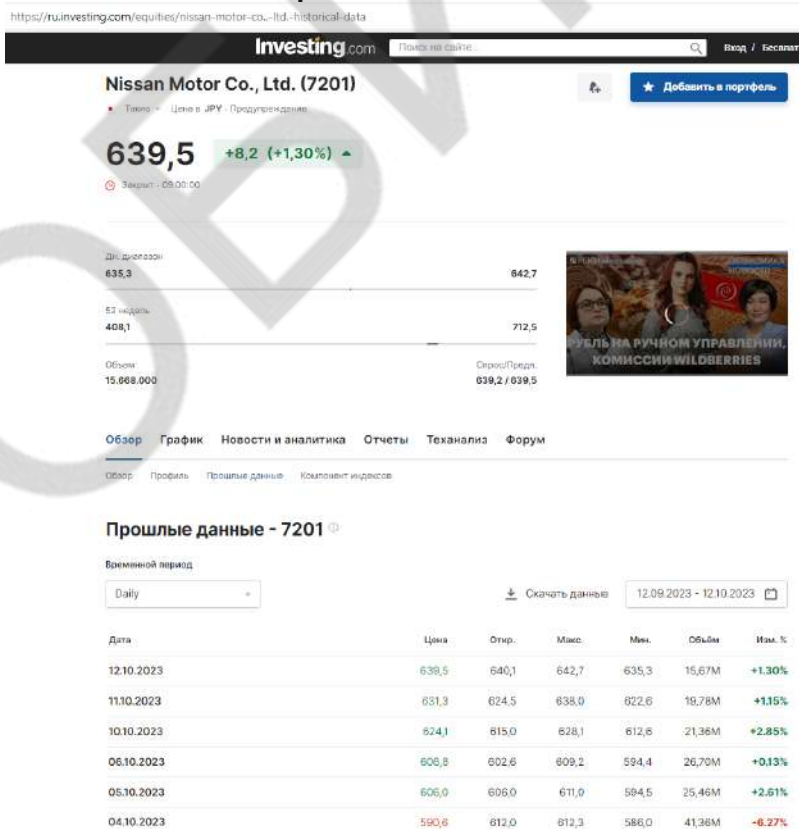 https://ru.investing.com/equities/nissan-motor-co,.-ltd.-historical-data
Investing.com Поиск на сайте... Вход / Бесплат
Nissan Motor Co., Ltd. (7201)
Добавить в портфель
Токио Цена в JPY · Предупреждение
639,5 +8,2 (+1,30%)
Закрыт · 09:00:00
Дн. диапазон
635,3 642,7
52 недель
408,1 712,5
Объем Спрос/Предл.
15.668.000 639,2 / 639,5
РУБЛЬ НА РУЧНОМ УПРАВЛЕНИИ,
КОМИССИИ WILDBERRIES
Обзор График Новости и аналитика Отчеты Теханализ Форум
Обзор Профиль Прошлые данные Компонент индексов
Прошлые данные - 7201
Временной период
Daily Скачать данные 12.09.2023 - 12.10.2023
Дата Цена Откр. Макс. Мин. Объём Изм. %
12.10.2023 639,5 640,1 642,7 635,3 15,67M +1.30%
11.10.2023 631,3 624,5 638,0 622,6 19,78M +1.15%
10.10.2023 624,1 615,0 628,1 612,6 21,36M +2.85%
06.10.2023 606,8 602,6 609,2 594,4 26,70M +0.13%
05.10.2023 606,0 606,0 611,0 594,5 25,46M +2.61%
04.10.2023 590,6 612,0 612,3 586,0 41,36M -6.27%